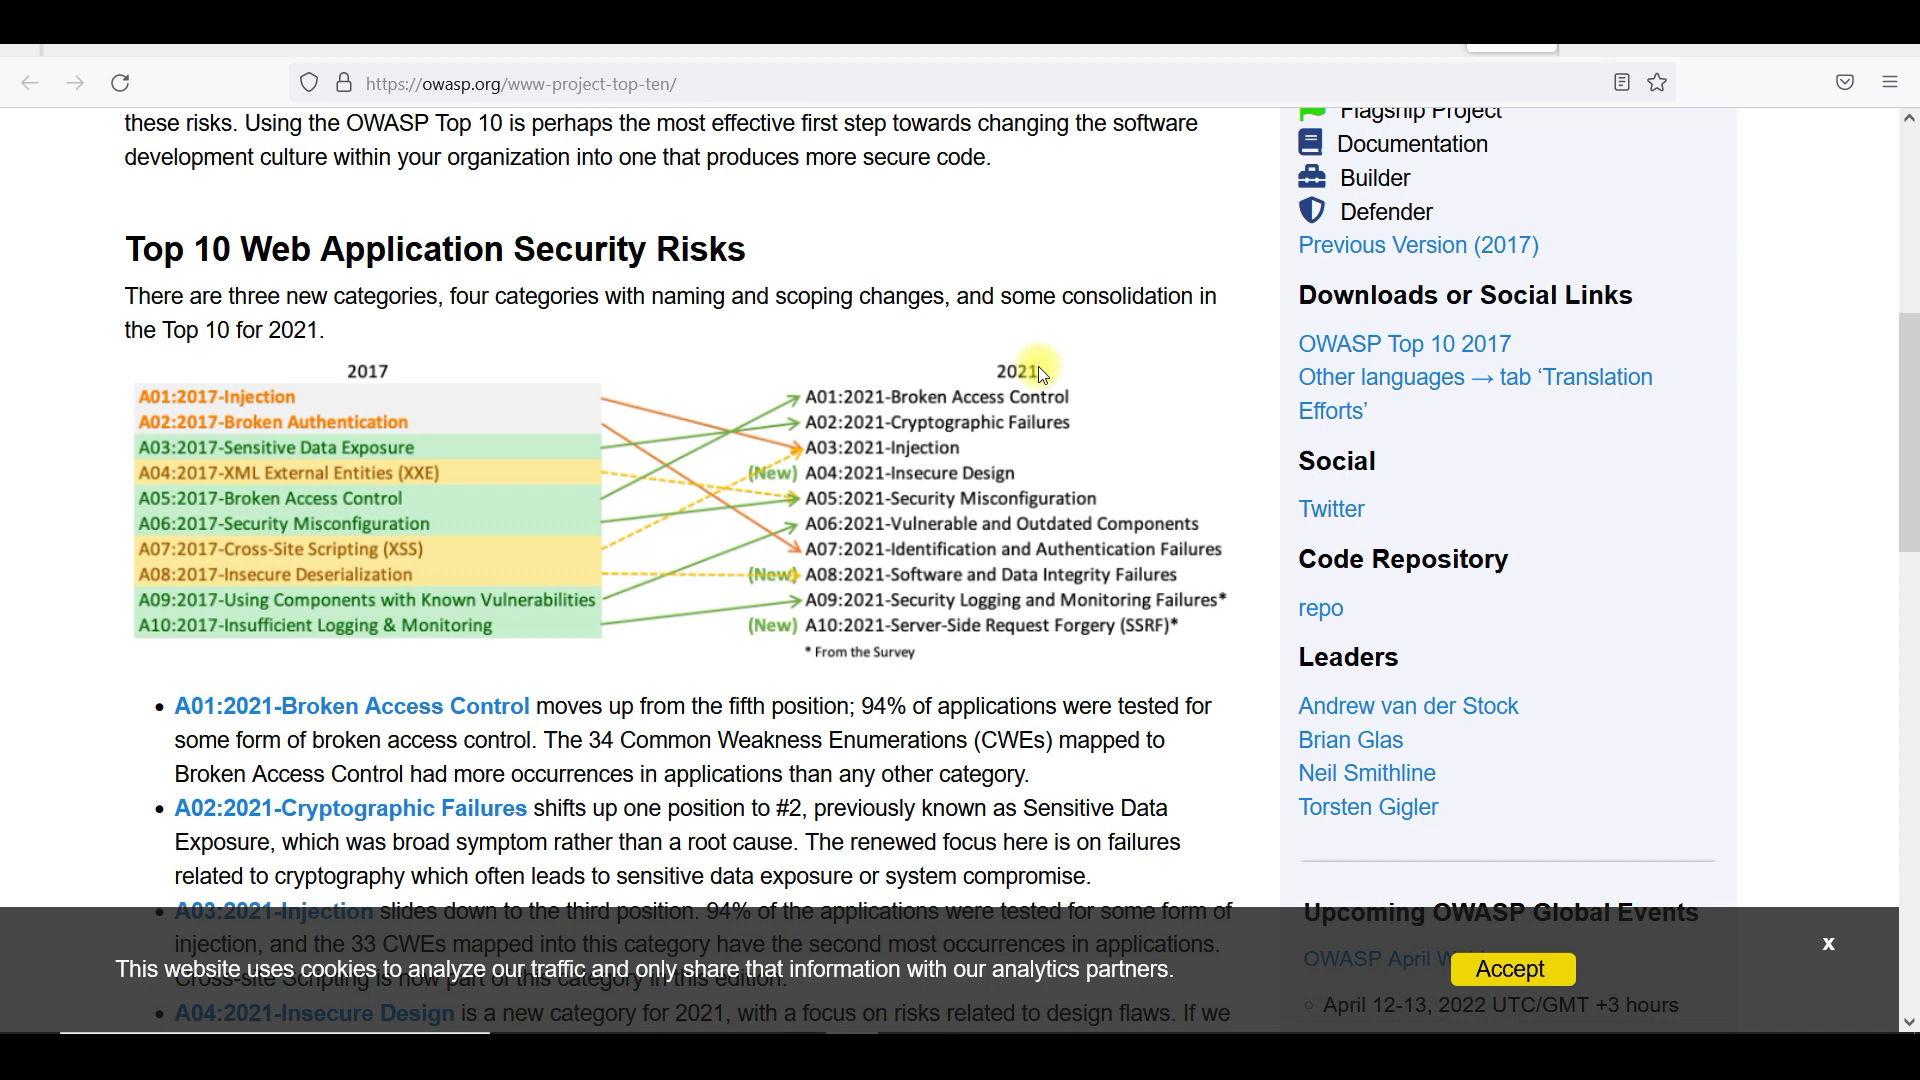 https://owasp.org/www-project-top-ten/
these risks. Using the OWASP Top 10 is perhaps the most effective first step towards changing the software
development culture within your organization into one that produces more secure code.
Top 10 Web Application Security Risks
There are three new categories, four categories with naming and scoping changes, and some consolidation in
the Top 10 for 2021.
2017
A01:2017-Injection
A02:2017-Broken Authentication
A03:2017-Sensitive Data Exposure
A04:2017-XML External Entities (XXE)
A05:2017-Broken Access Control
A06:2017-Security Misconfiguration
A07:2017-Cross-Site Scripting (XSS)
A08:2017-Insecure Deserialization
A09:2017-Using Components with Known Vulnerabilities
A10:2017-Insufficient Logging & Monitoring
2021
A01:2021-Broken Access Control
A02:2021-Cryptographic Failures
A03:2021-Injection
(New) A04:2021-Insecure Design
A05:2021-Security Misconfiguration
A06:2021-Vulnerable and Outdated Components
A07:2021-Identification and Authentication Failures
(New) A08:2021-Software and Data Integrity Failures
A09:2021-Security Logging and Monitoring Failures*
(New) A10:2021-Server-Side Request Forgery (SSRF)*
* From the Survey
• A01:2021-Broken Access Control moves up from the fifth position; 94% of applications were tested for
some form of broken access control. The 34 Common Weakness Enumerations (CWEs) mapped to
Broken Access Control had more occurrences in applications than any other category.
• A02:2021-Cryptographic Failures shifts up one position to #2, previously known as Sensitive Data
Exposure, which was broad symptom rather than a root cause. The renewed focus here is on failures
related to cryptography which often leads to sensitive data exposure or system compromise.
• A03:2021-Injection slides down to the third position. 94% of the applications were tested for some form of
injection, and the 33 CWEs mapped into this category have the second most occurrences in applications.
Cross-site Scripting is now part of this category in this edition.
• A04:2021-Insecure Design is a new category for 2021, with a focus on risks related to design flaws. If we
Flagship Project
Documentation
Builder
Defender
Previous Version (2017)
Downloads or Social Links
OWASP Top 10 2017
Other languages → tab ‘Translation
Efforts’
Social
Twitter
Code Repository
repo
Leaders
Andrew van der Stock
Brian Glas
Neil Smithline
Torsten Gigler
Upcoming OWASP Global Events
OWASP April
◦ April 12-13, 2022 UTC/GMT +3 hours
This website uses cookies to analyze our traffic and only share that information with our analytics partners.
Accept
x